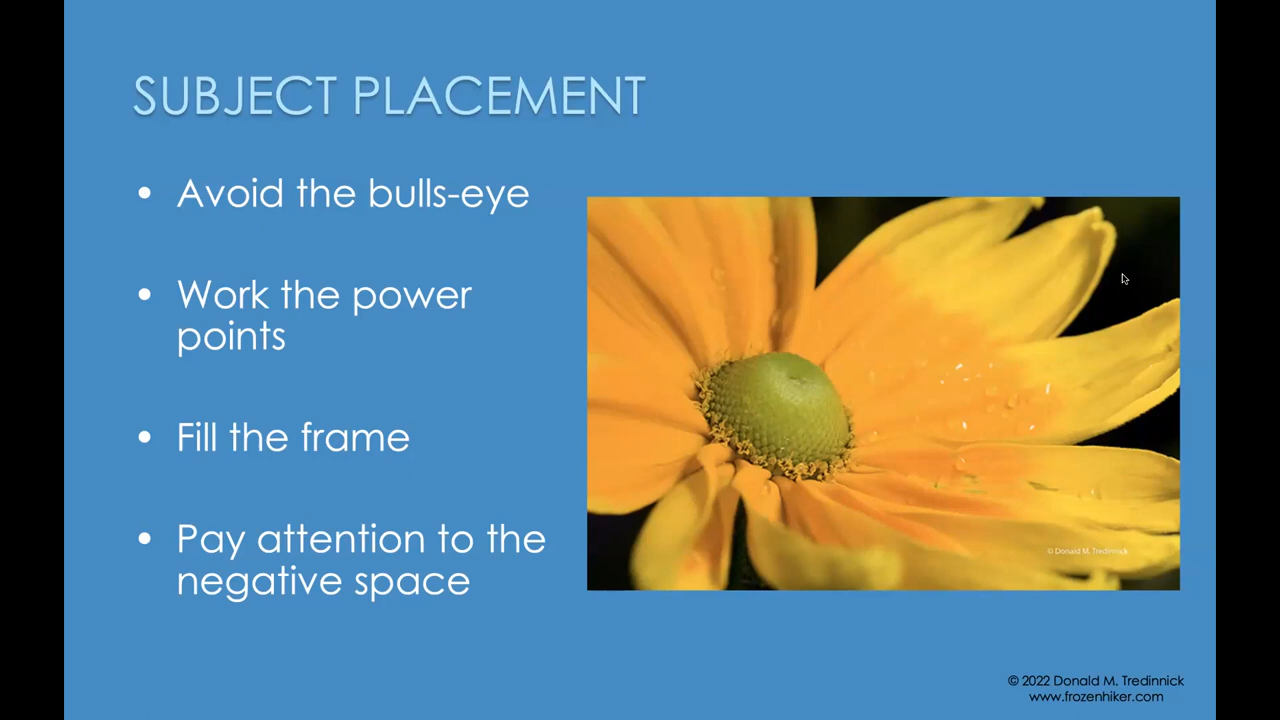 SUBJECT PLACEMENT
• Avoid the bulls-eye
• Work the power
points
• Fill the frame
• Pay attention to the
negative space
© Donald M. Tredinnick
© 2022 Donald M. Tredinnick
www.frozenhiker.com